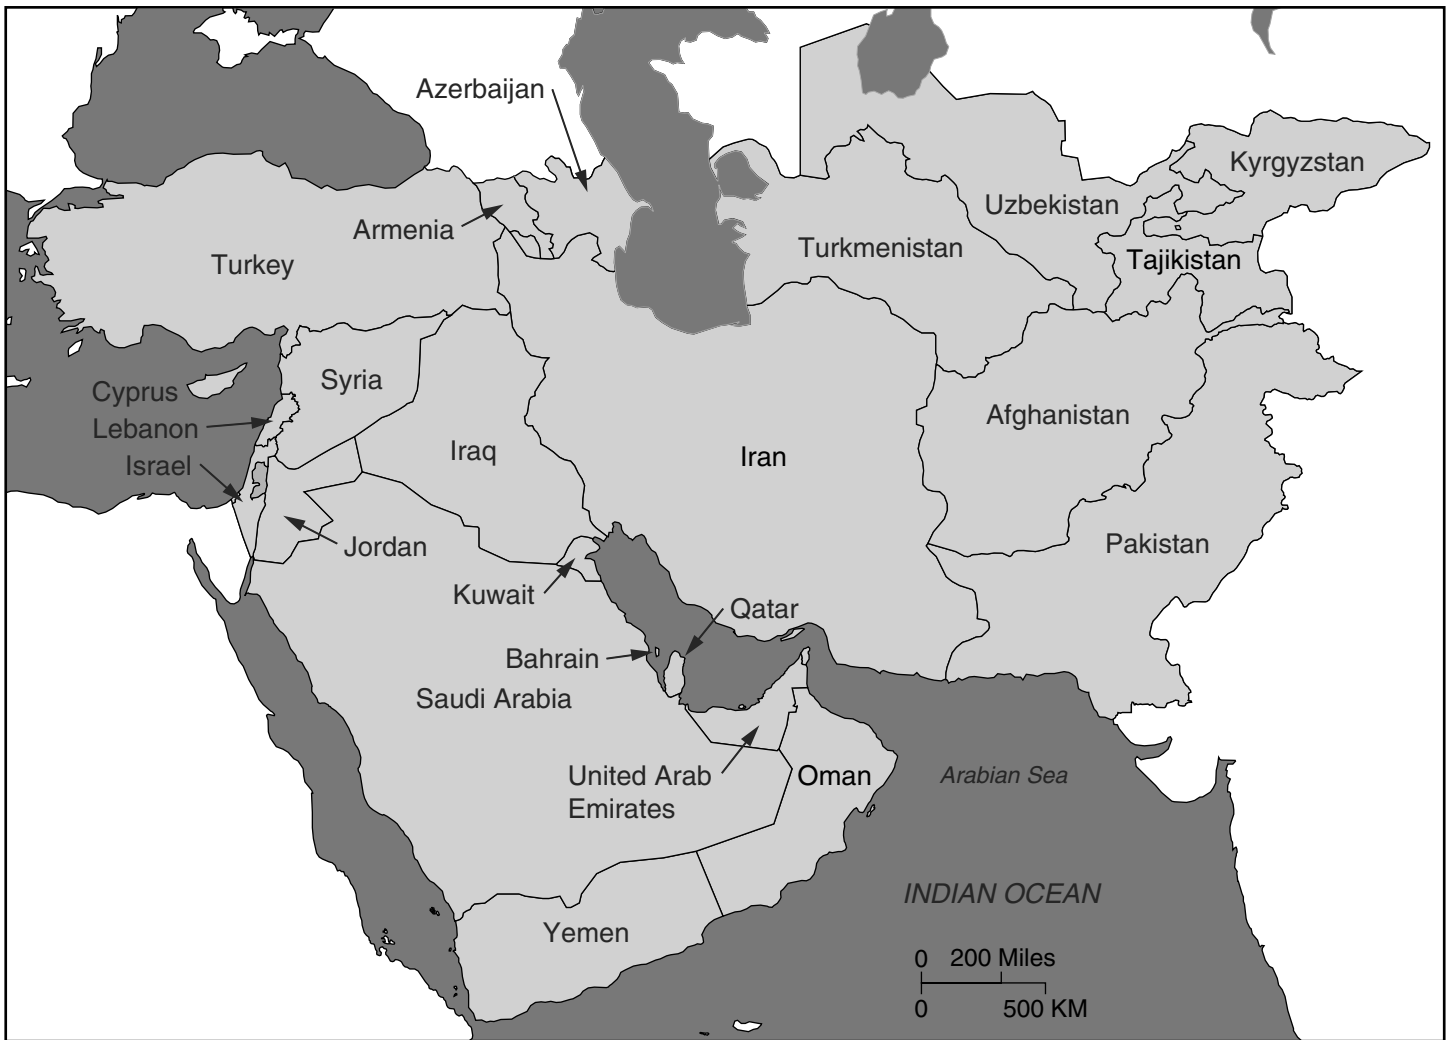 Azerbaijan
Kyrgyzstan
Uzbekistan
Armenia
Turkmenistan
Tajikistan
Turkey
Syria
Cyprus
Lebanon
Afghanistan
Iraq
Iran
Israel
Jordan
Pakistan
Kuwait
Qatar
Bahrain
Saudi Arabia
United Arab
Emirates
Oman
Arabian Sea
INDIAN OCEAN
Yemen
0 200 Miles
0 500 KM